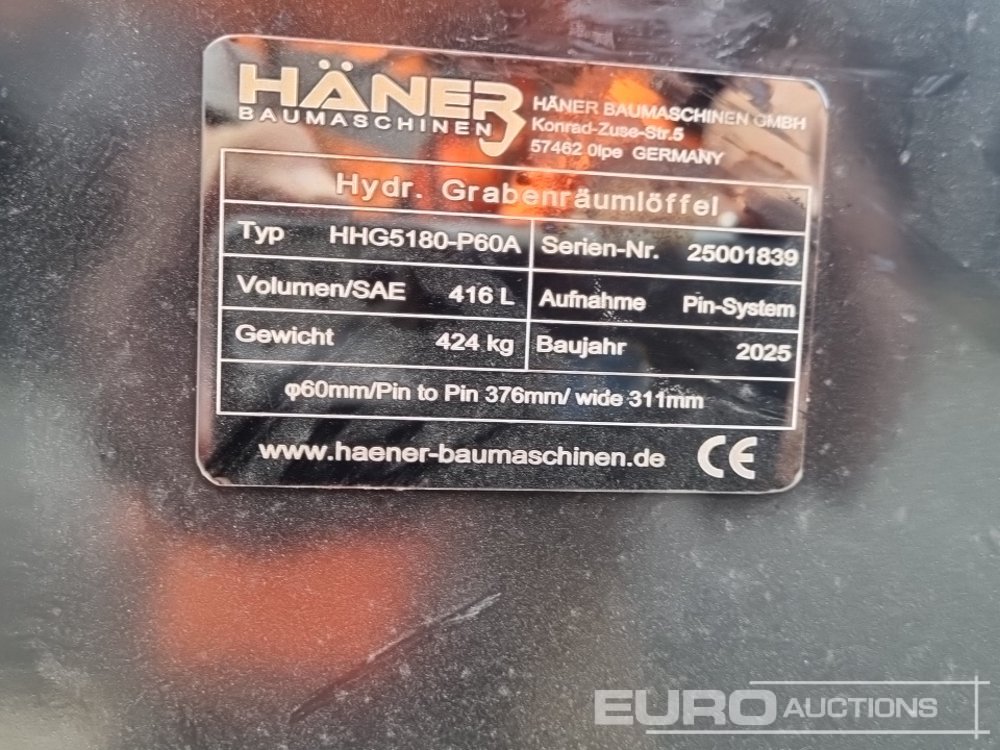 HÄNER
BAUMASCHINEN
HÄNER BAUMASCHINEN GMBH
Konrad-Zuse-Str.5
57462 Olpe GERMANY
Hydr. Grabenräumlöffel
Typ HHG5180-P60A Serien-Nr. 25001839
Volumen/SAE 416 L Aufnahme Pin-System
Gewicht 424 kg Baujahr 2025
φ60mm/Pin to Pin 376mm/ wide 311mm
www.haener-baumaschinen.de CE
EURO AUCTIONS